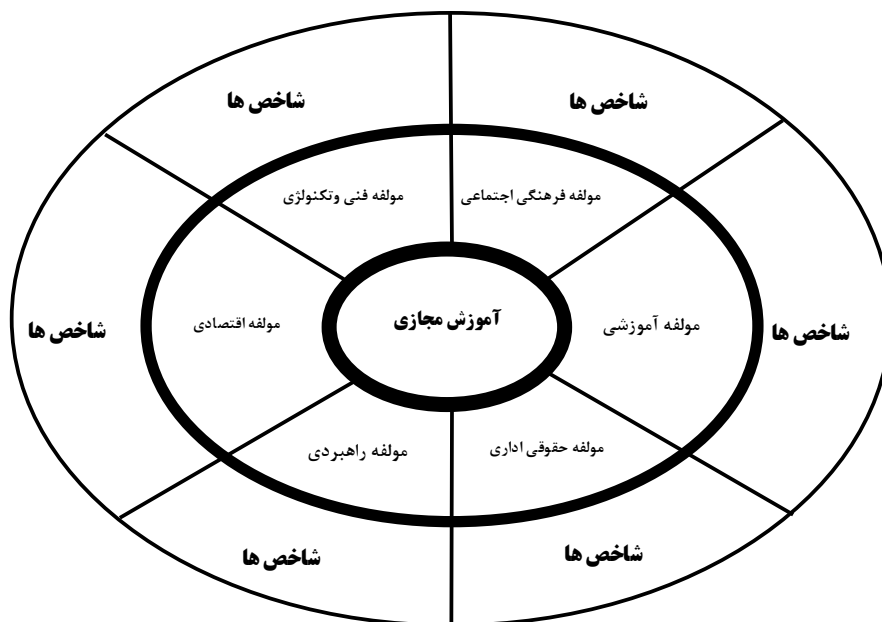 شاخص ها
شاخص ها
مولفه فرهنگی اجتماعی
مولفه فنی وتکنولژی
آموزش مجازی
مولفه آموزشی
مولفه اقتصادی
شاخص ها
شاخص ها
مولفه حقوقی اداری
مولفه راهبردی
شاخص ها
شاخص ها